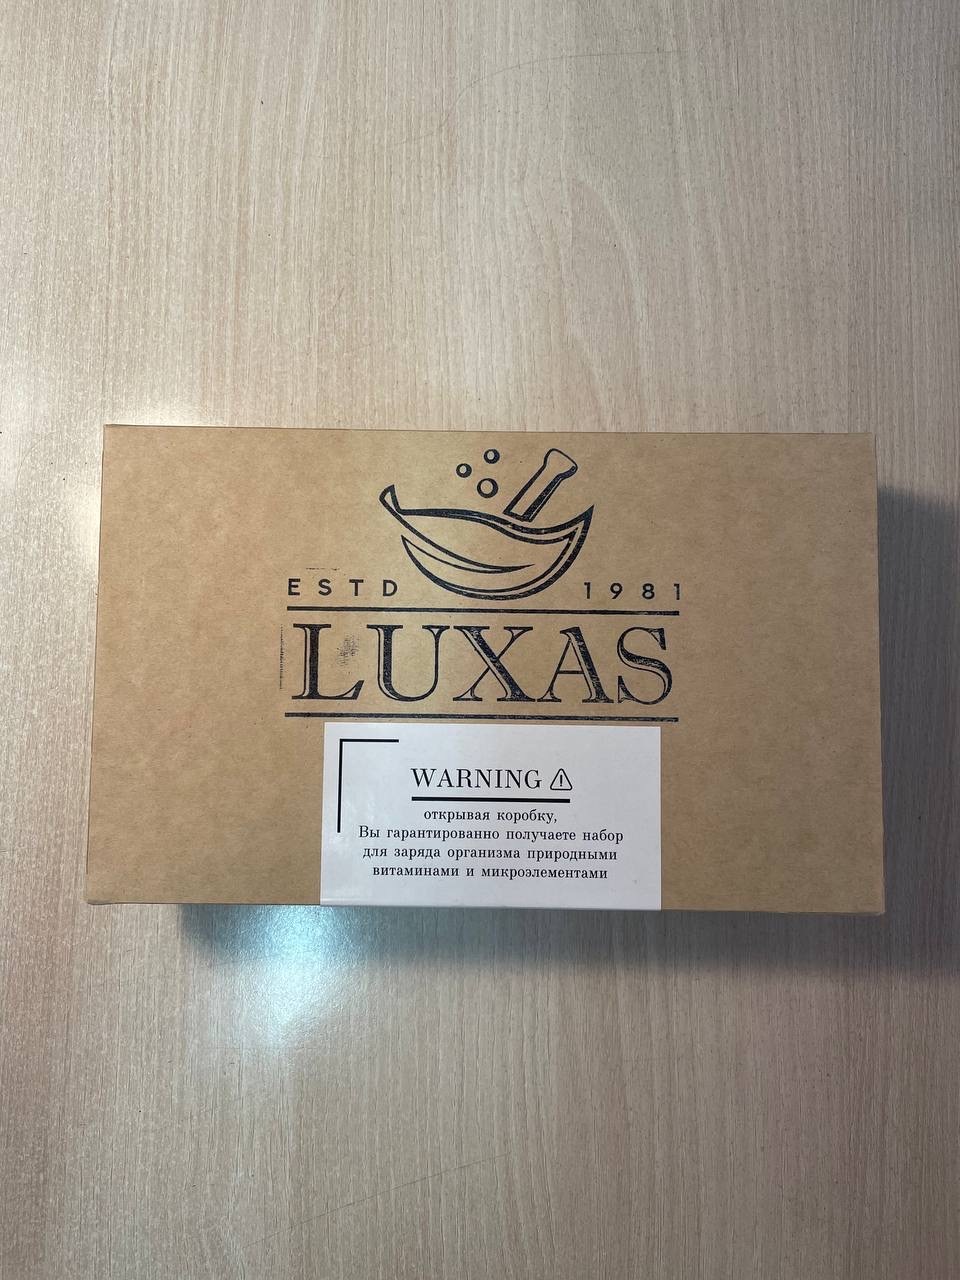 ESTD 1981
LUXAS
WARNING
открывая коробку,
Вы гарантированно получаете набор
для заряда организма природными
витаминами и микроэлементами